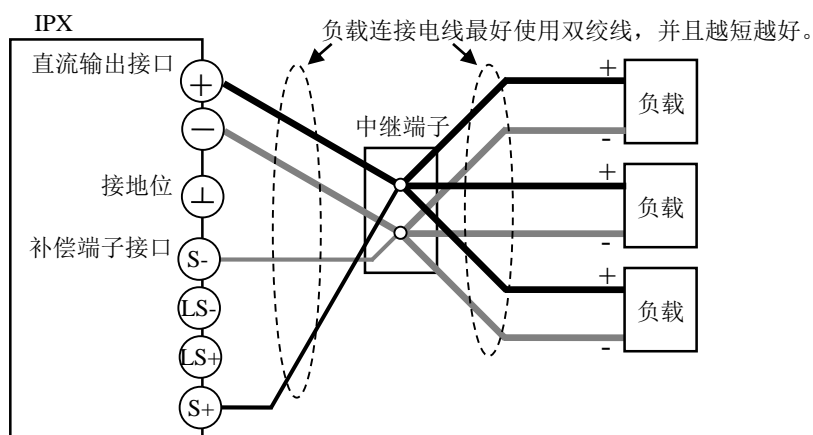 IPX
负载连接电线最好使用双绞线，并且越短越好。
直流输出接口
+
−
中继端子
接地位
⊥
补偿端子接口
S-
LS-
LS+
S+
+
负载
-
+
负载
-
+
负载
-